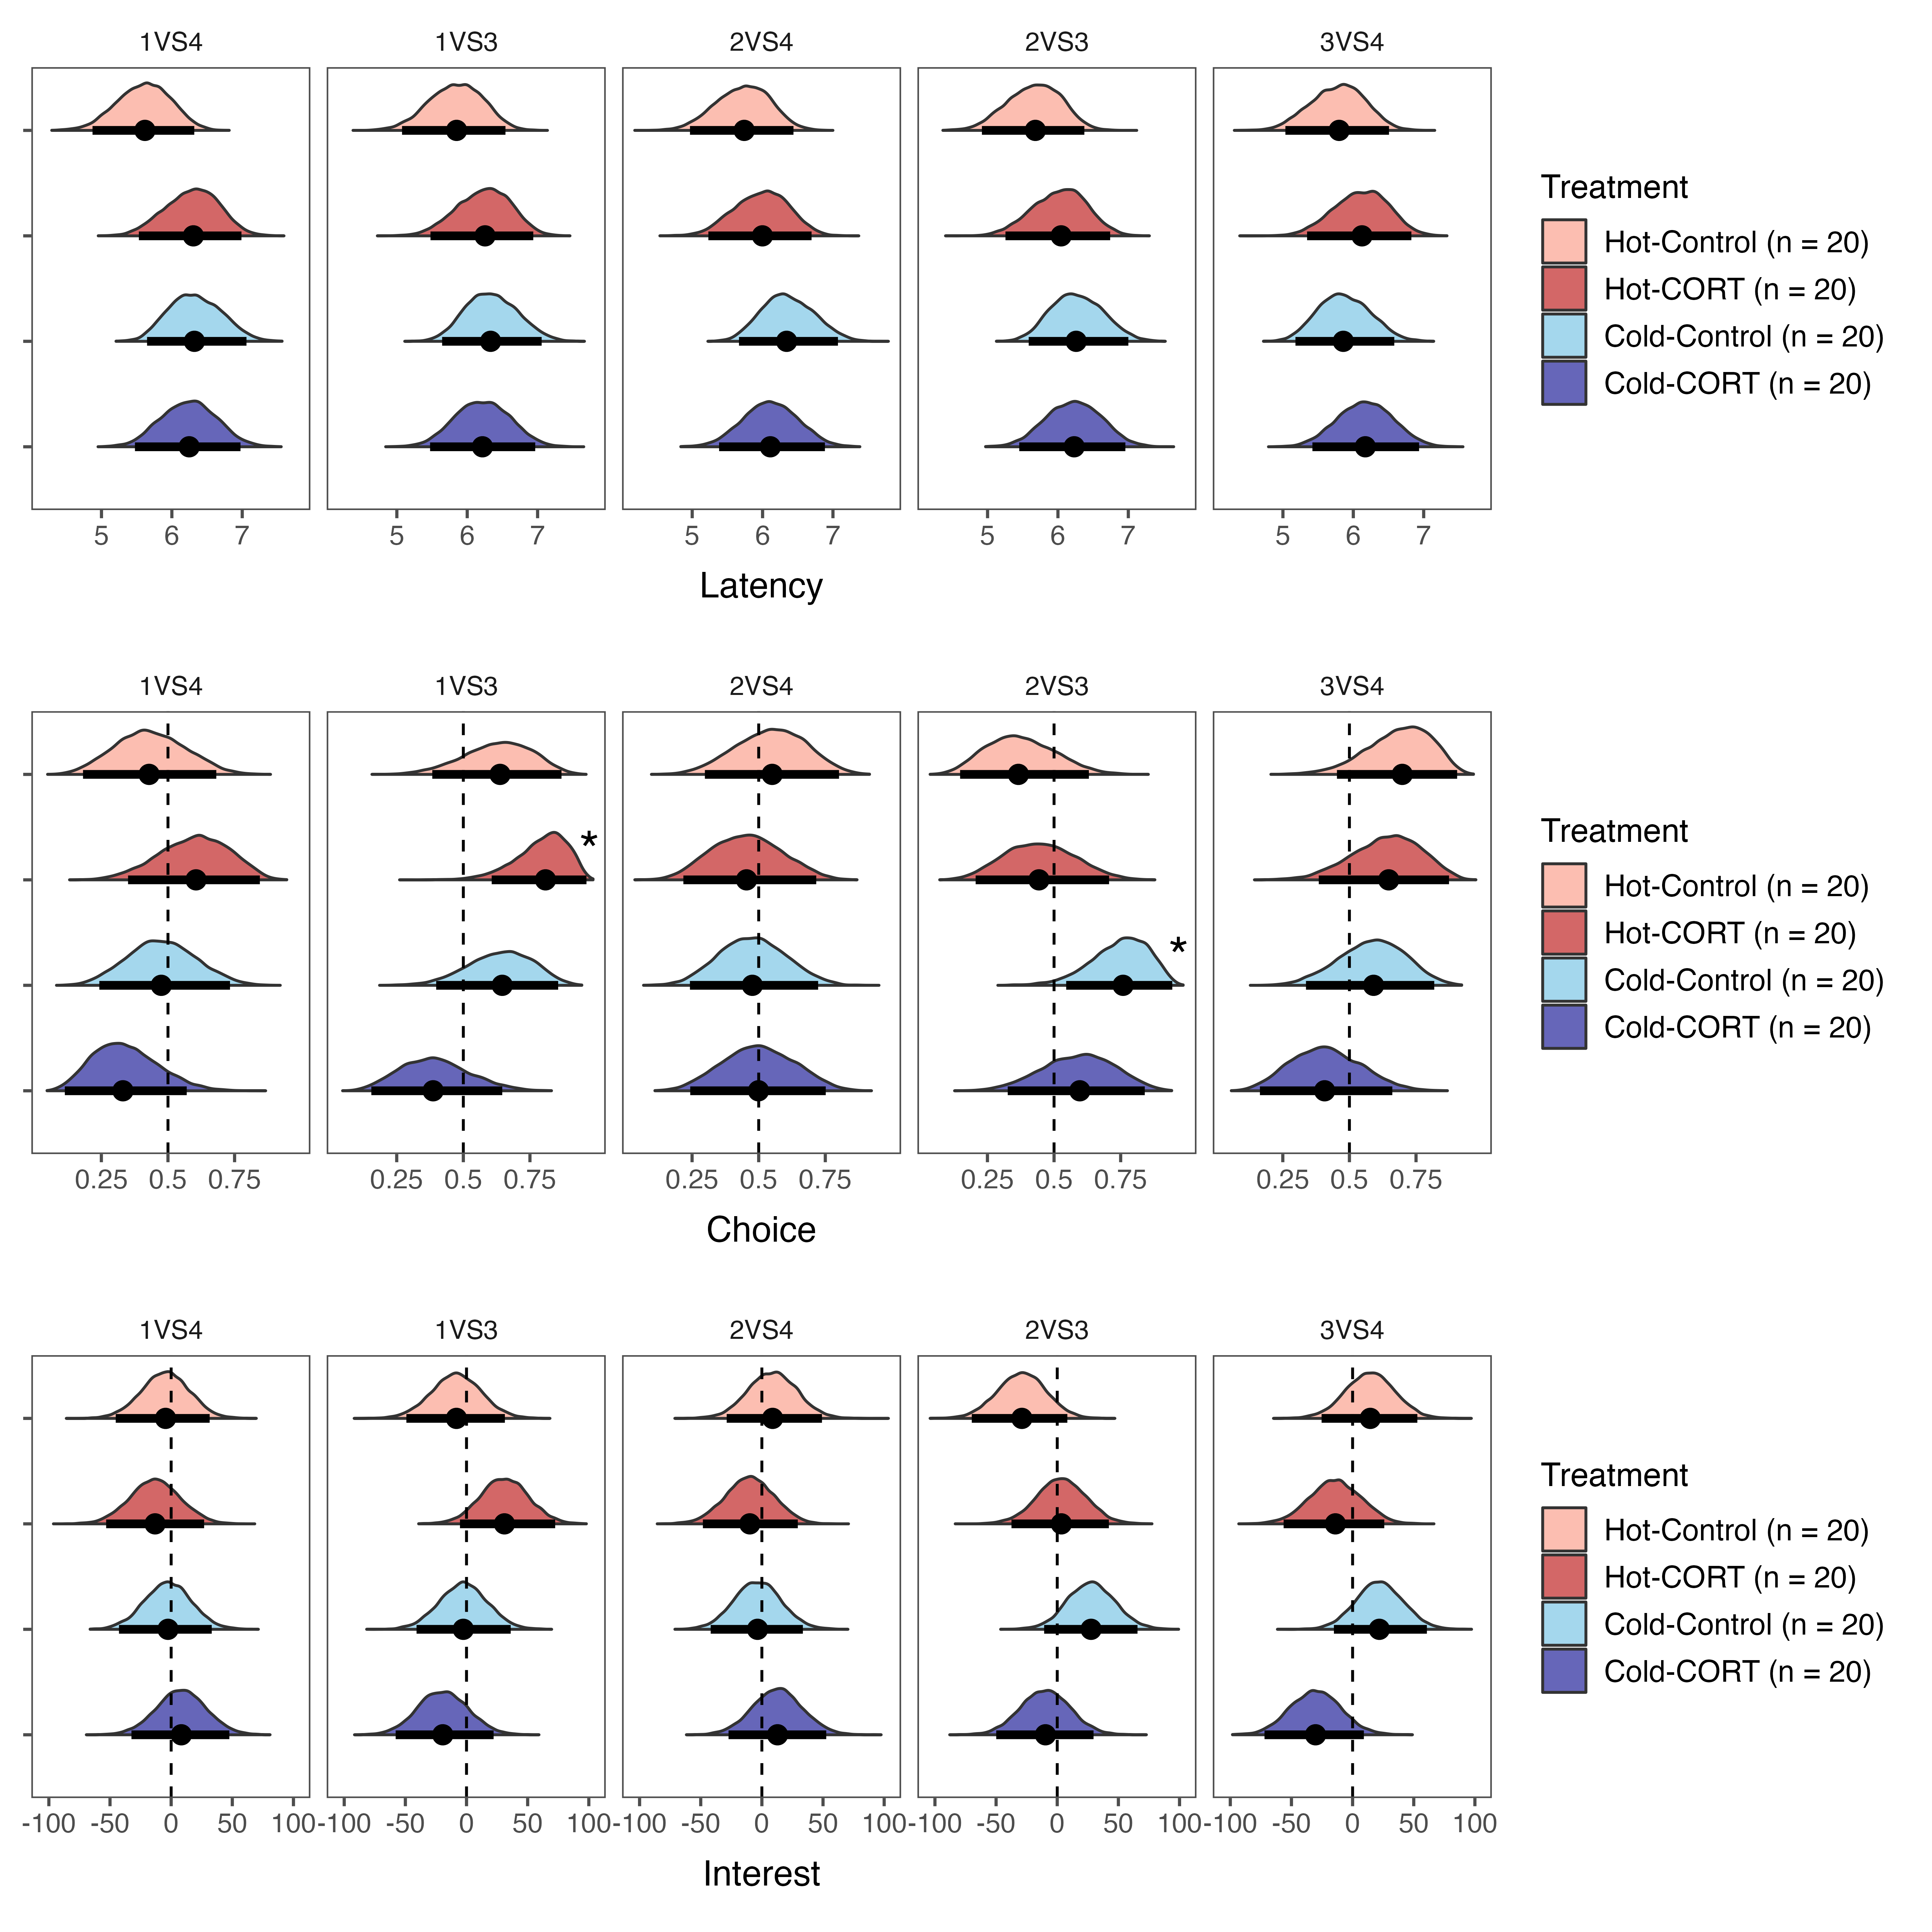 1VS4 1VS3 2VS4 2VS3 3VS4
Treatment
Hot-Control (n = 20)
Hot-CORT (n = 20)
Cold-Control (n = 20)
Cold-CORT (n = 20)
5 6 7 5 6 7 5 6 7 5 6 7 5 6 7
Latency
1VS4 1VS3 2VS4 2VS3 3VS4
*
*
Treatment
Hot-Control (n = 20)
Hot-CORT (n = 20)
Cold-Control (n = 20)
Cold-CORT (n = 20)
0.25 0.5 0.75 0.25 0.5 0.75 0.25 0.5 0.75 0.25 0.5 0.75 0.25 0.5 0.75
Choice
1VS4 1VS3 2VS4 2VS3 3VS4
Treatment
Hot-Control (n = 20)
Hot-CORT (n = 20)
Cold-Control (n = 20)
Cold-CORT (n = 20)
-100 -50 0 50 100 -100 -50 0 50 100 -100 -50 0 50 100 -100 -50 0 50 100 -100 -50 0 50 100
Interest